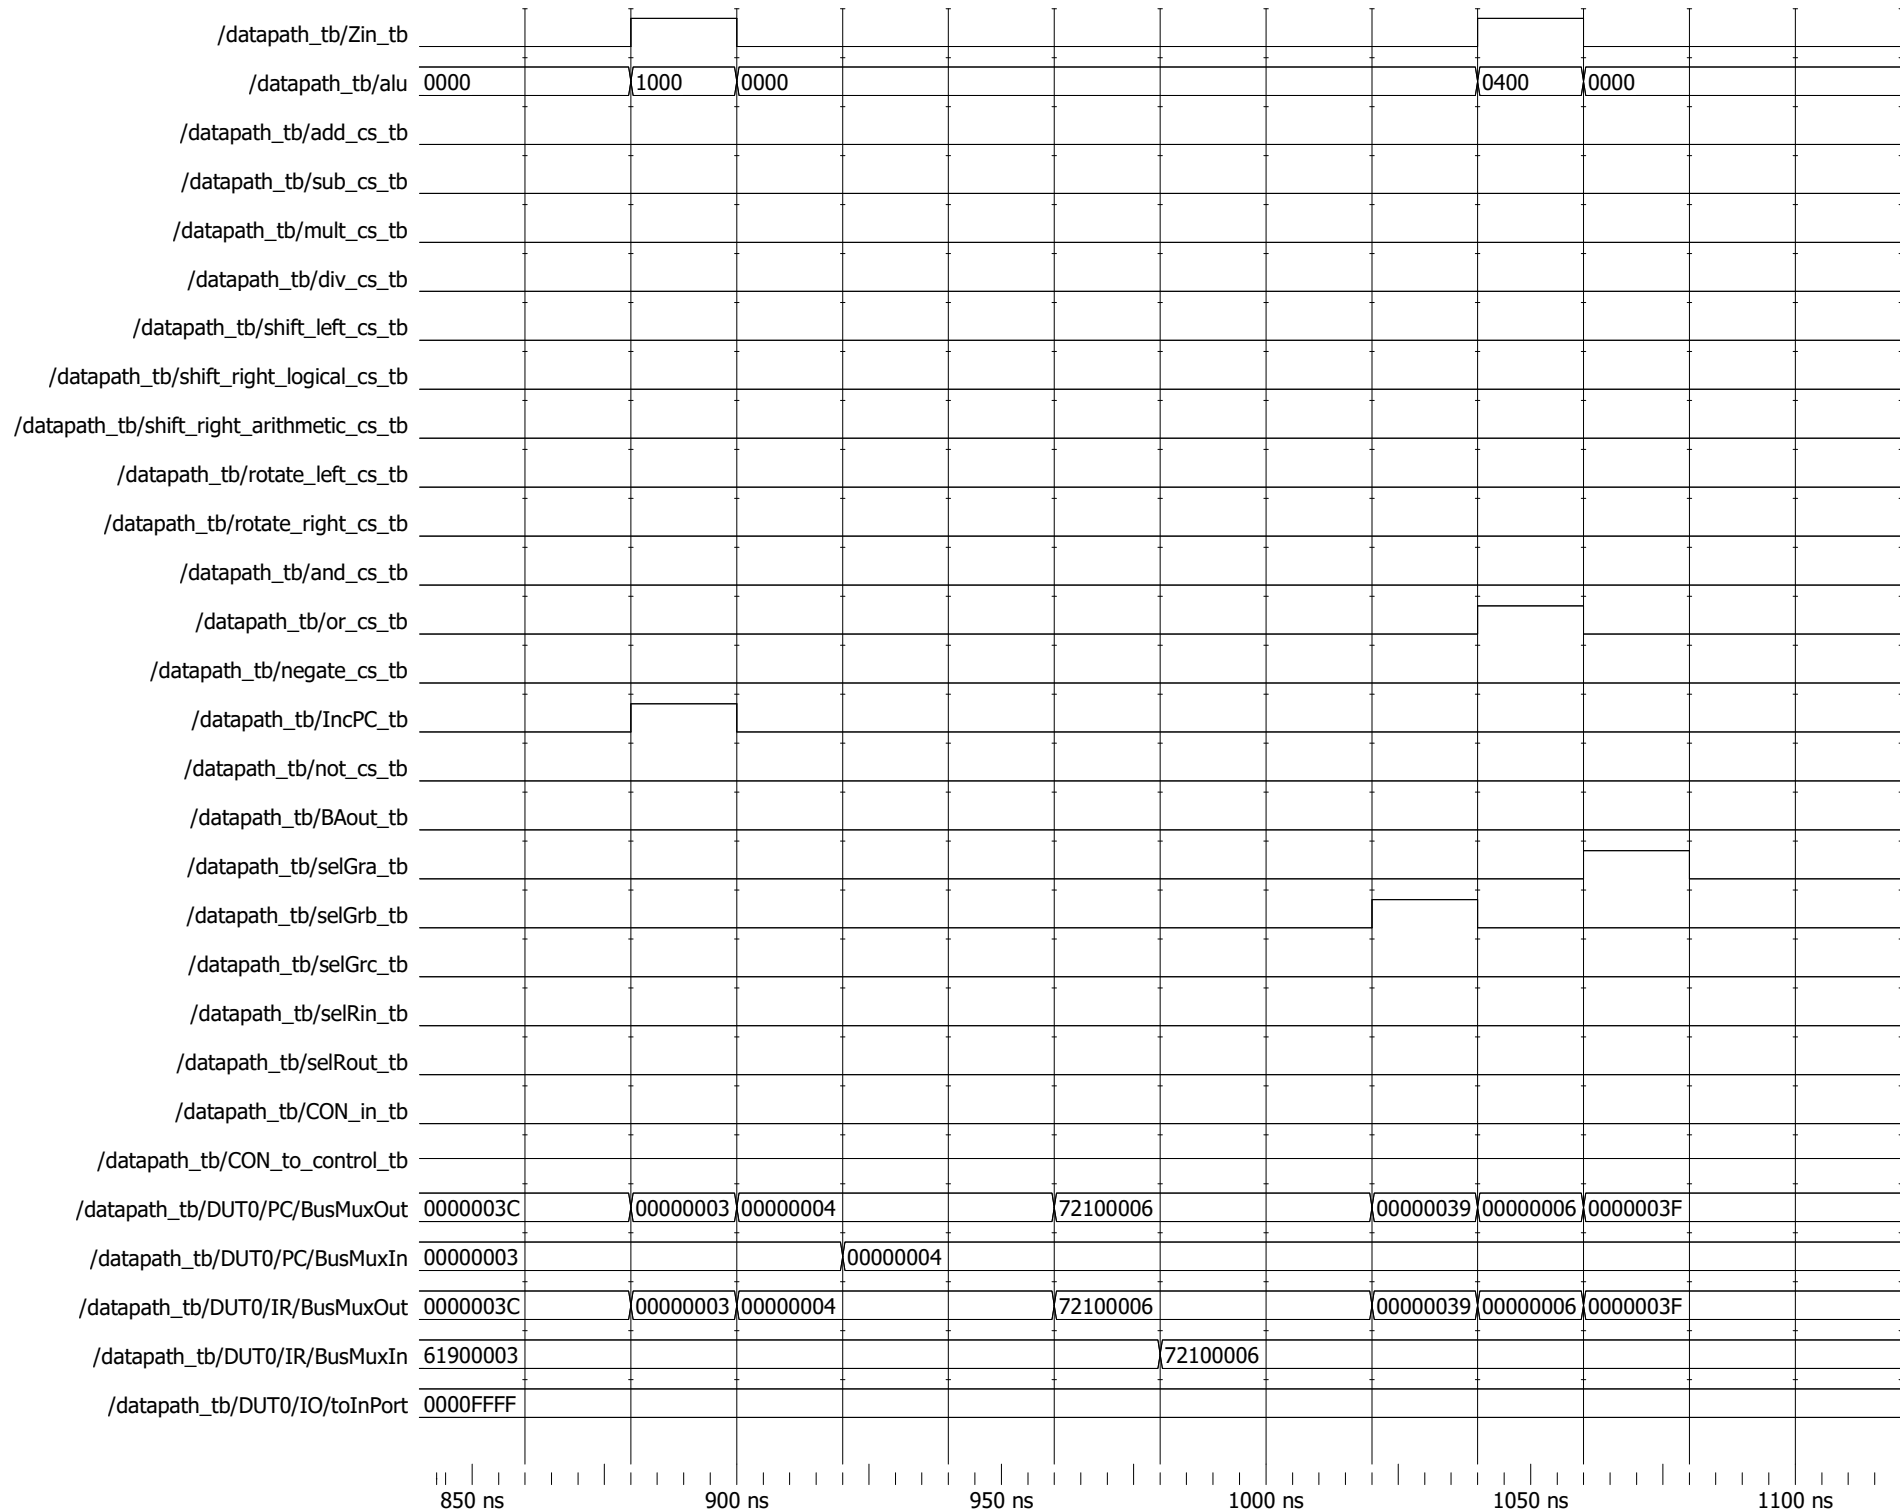 /datapath_tb/Zin_tb
/datapath_tb/alu 0000 1000 0000 0400 0000
/datapath_tb/add_cs_tb
/datapath_tb/sub_cs_tb
/datapath_tb/mult_cs_tb
/datapath_tb/div_cs_tb
/datapath_tb/shift_left_cs_tb
/datapath_tb/shift_right_logical_cs_tb
/datapath_tb/shift_right_arithmetic_cs_tb
/datapath_tb/rotate_left_cs_tb
/datapath_tb/rotate_right_cs_tb
/datapath_tb/and_cs_tb
/datapath_tb/or_cs_tb
/datapath_tb/negate_cs_tb
/datapath_tb/IncPC_tb
/datapath_tb/not_cs_tb
/datapath_tb/BAout_tb
/datapath_tb/selGra_tb
/datapath_tb/selGrb_tb
/datapath_tb/selGrc_tb
/datapath_tb/selRin_tb
/datapath_tb/selRout_tb
/datapath_tb/CON_in_tb
/datapath_tb/CON_to_control_tb
/datapath_tb/DUT0/PC/BusMuxOut 0000003C 00000003 00000004 72100006 00000039 00000006 0000003F
/datapath_tb/DUT0/PC/BusMuxIn 00000003 00000004
/datapath_tb/DUT0/IR/BusMuxOut 0000003C 00000003 00000004 72100006 00000039 00000006 0000003F
/datapath_tb/DUT0/IR/BusMuxIn 61900003 72100006
/datapath_tb/DUT0/IO/toInPort 0000FFFF
850 ns 900 ns 950 ns 1000 ns 1050 ns 1100 ns